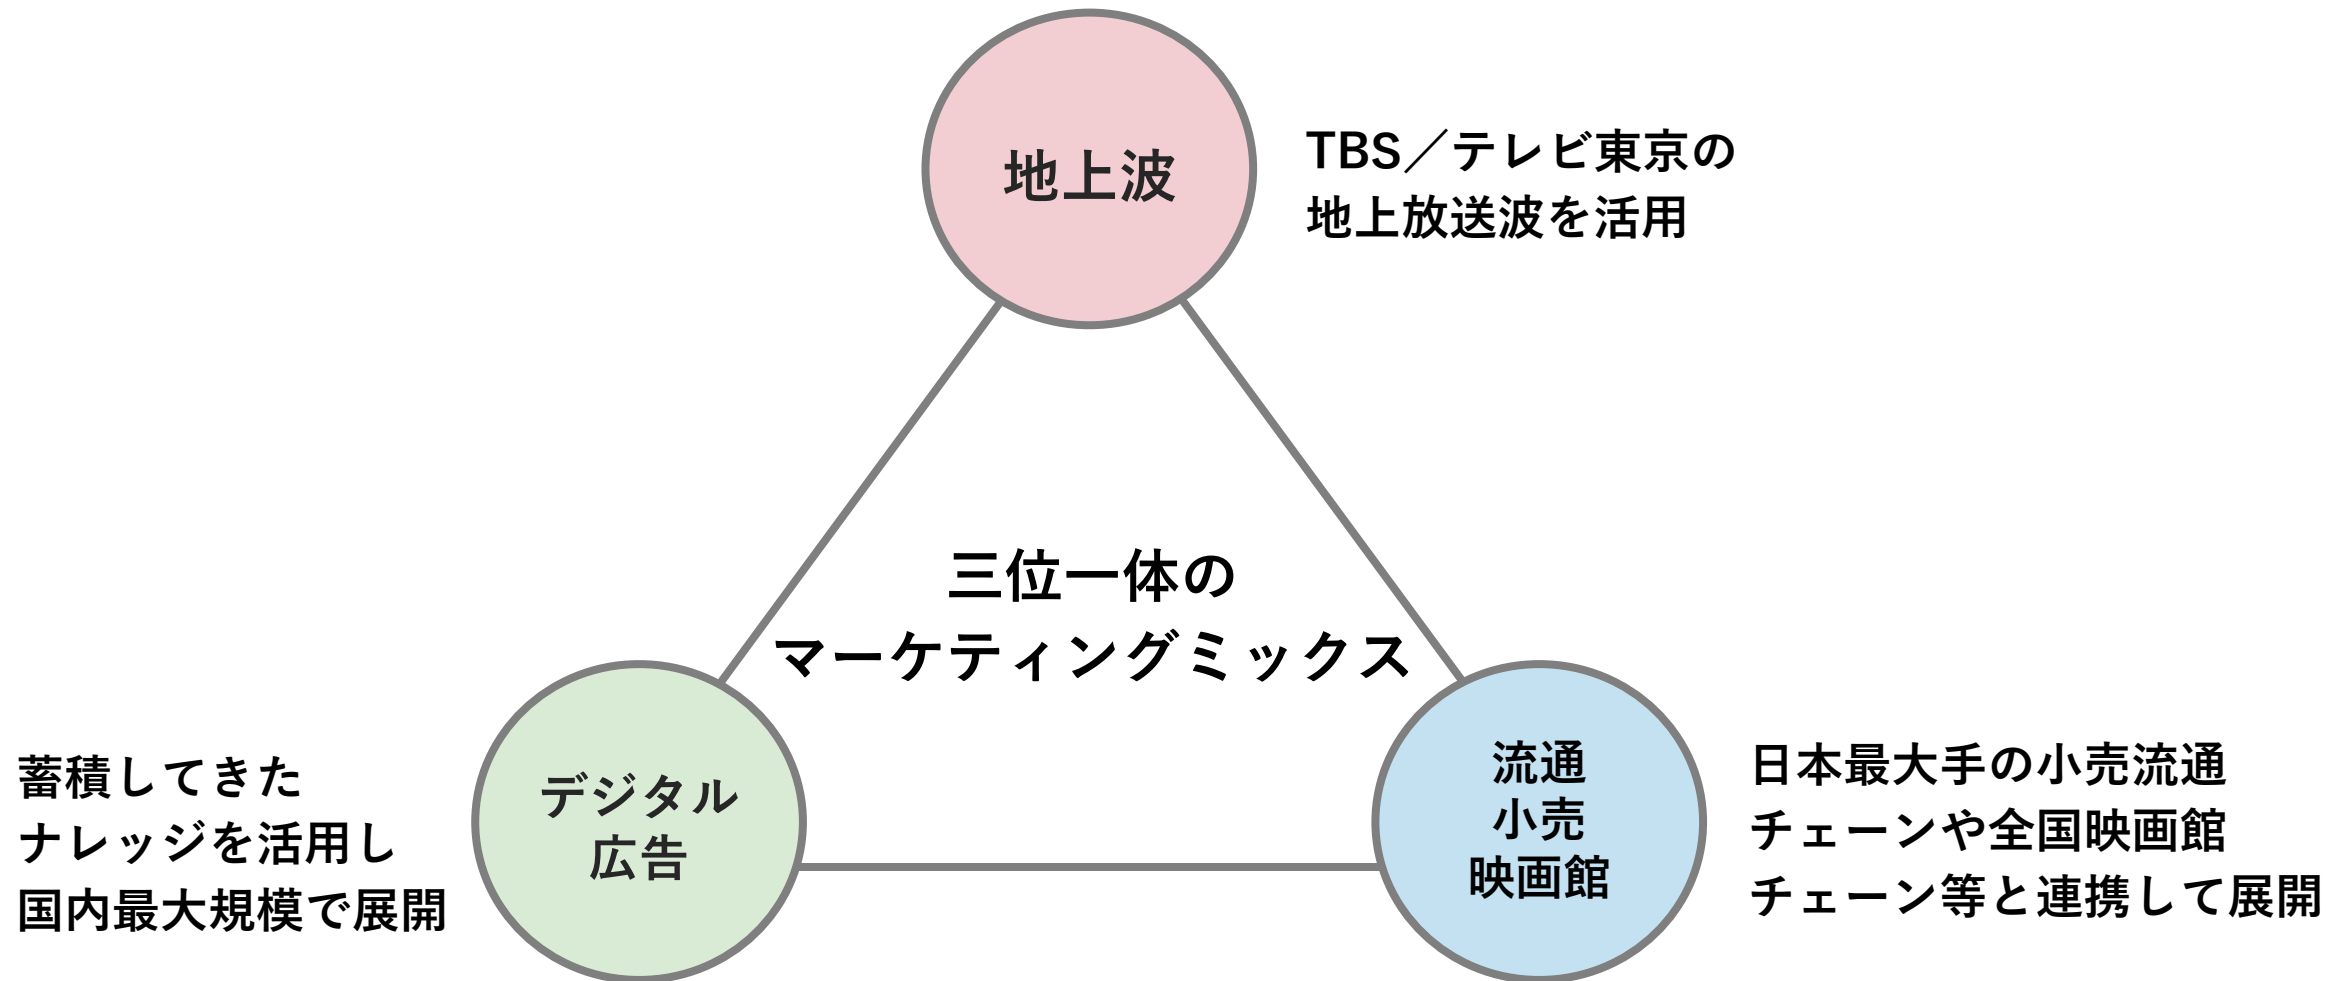 地上波
TBS／テレビ東京の
地上放送波を活用
三位一体の
マーケティングミックス
デジタル
広告
蓄積してきた
ナレッジを活用し
国内最大規模で展開
流通
小売
映画館
日本最大手の小売流通
チェーンや全国映画館
チェーン等と連携して展開